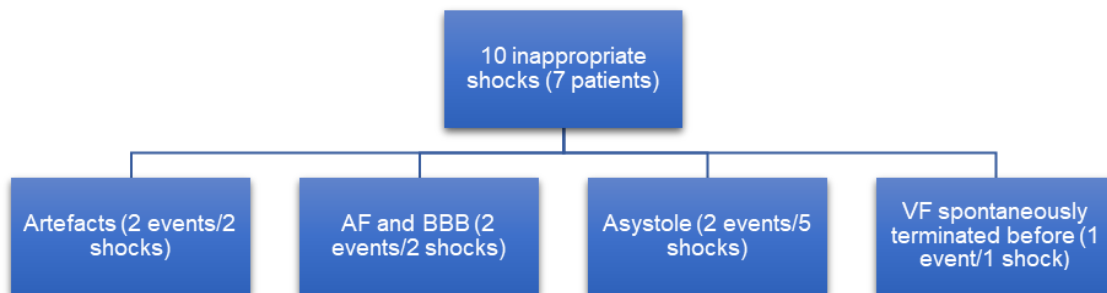 10 inappropriate
shocks (7 patients)
Artefacts (2 events/2
shocks)
AF and BBB (2
events/2 shocks)
Asystole (2 events/5
shocks)
VF spontaneously
terminated before (1
event/1 shock)